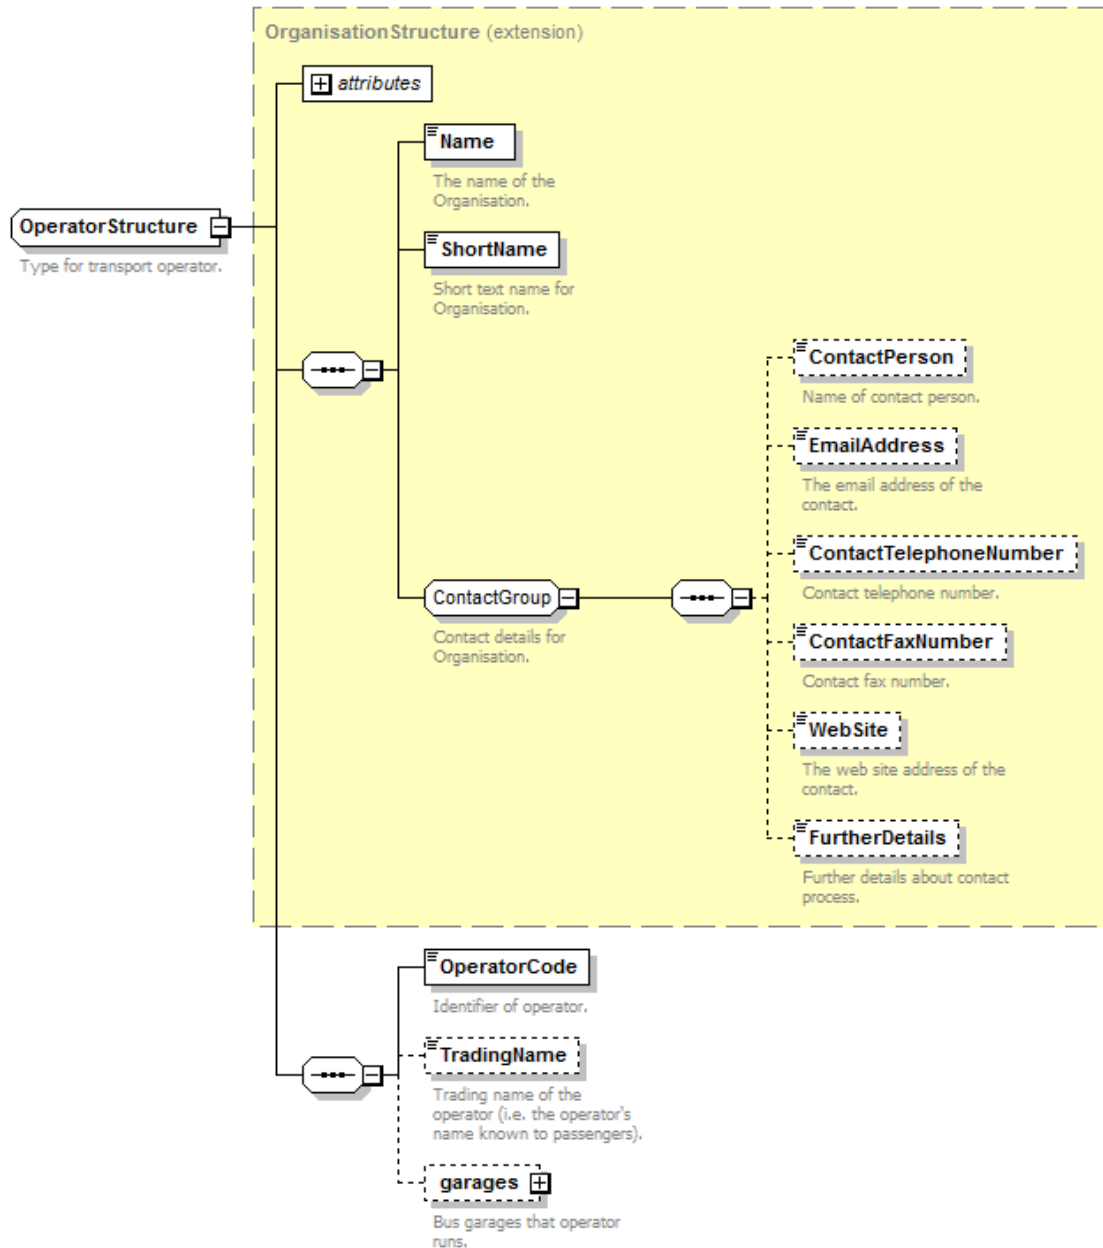 OrganisationStructure (extension)
attributes
Name
The name of the
Organisation.
OperatorStructure
Type for transport operator.
ShortName
Short text name for
Organisation.
ContactPerson
Name of contact person.
EmailAddress
The email address of the
contact.
ContactTelephoneNumber
Contact telephone number.
ContactGroup
Contact details for
Organisation.
ContactFaxNumber
Contact fax number.
WebSite
The web site address of the
contact.
FurtherDetails
Further details about contact
process.
OperatorCode
Identifier of operator.
TradingName
Trading name of the
operator (i.e. the operator's
name known to passengers).
garages
Bus garages that operator
runs.